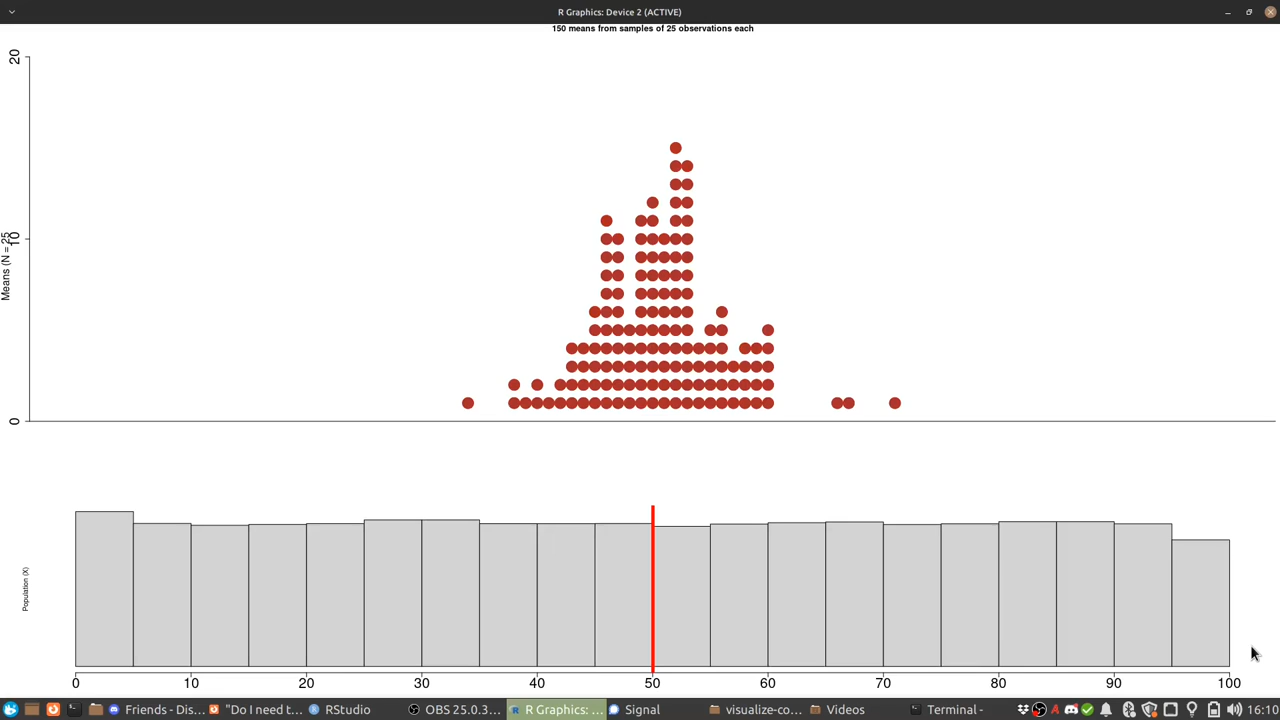 R Graphics: Device 2 (ACTIVE)
150 means from samples of 25 observations each
20
10
0
Means (N = 25
Population (X)
0 10 20 30 40 50 60 70 80 90 100
Friends - Dis... "Do I need t... RStudio OBS 25.0.3... R Graphics: ... Signal visualize-co... Videos Terminal - 16:10